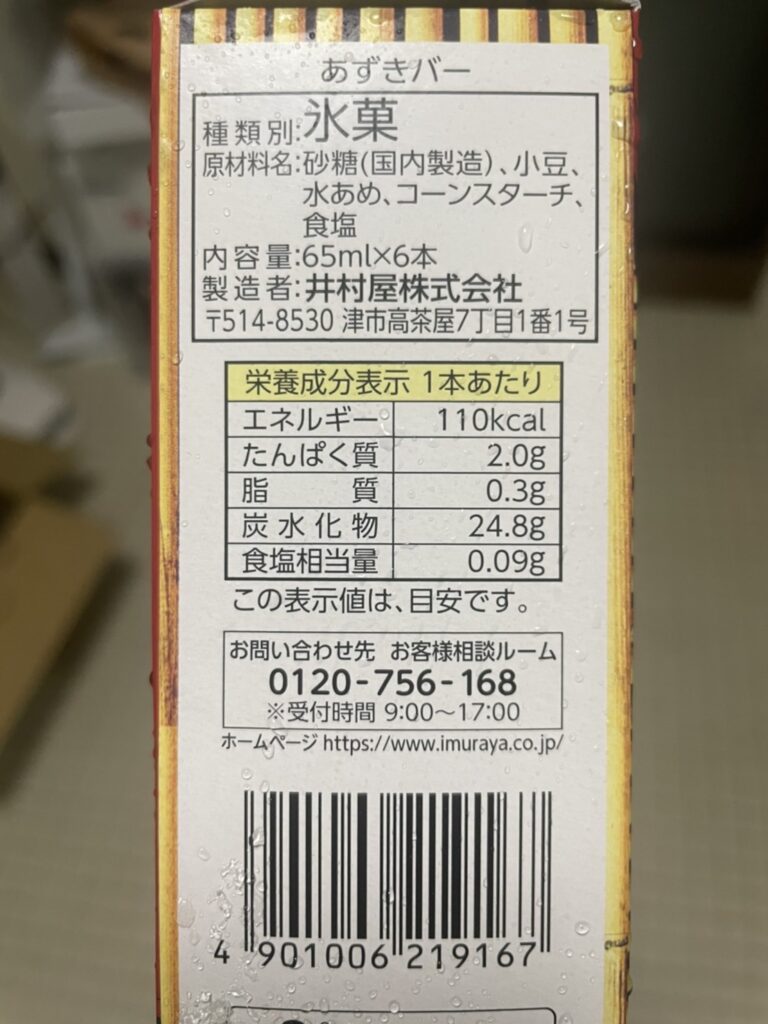 あずきバー
種類別:氷菓
原材料名:砂糖(国内製造)、小豆、
水あめ、コーンスターチ、
食塩
内容量:65ml×6本
製造者:井村屋株式会社
〒514-8530 津市高茶屋7丁目1番1号
栄養成分表示 1本あたり
エネルギー 110kcal
たんぱく質 2.0g
脂質 0.3g
炭水化物 24.8g
食塩相当量 0.09g
この表示値は、目安です。
お問い合わせ先 お客様相談ルーム
0120-756-168
※受付時間 9:00〜17:00
ホームページ https://www.imuraya.co.jp/
4 901006 219167